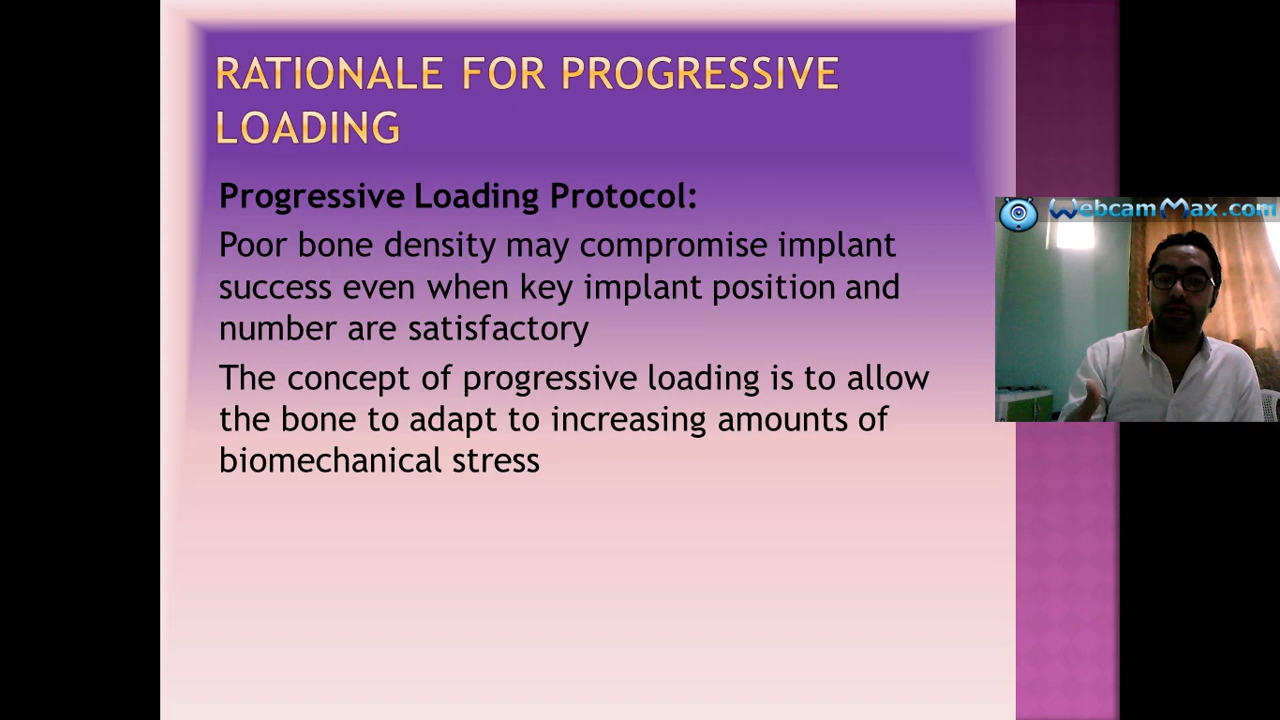 RATIONALE FOR PROGRESSIVE
LOADING
Progressive Loading Protocol:
Poor bone density may compromise implant
success even when key implant position and
number are satisfactory
The concept of progressive loading is to allow
the bone to adapt to increasing amounts of
biomechanical stress
WebcamMax.com